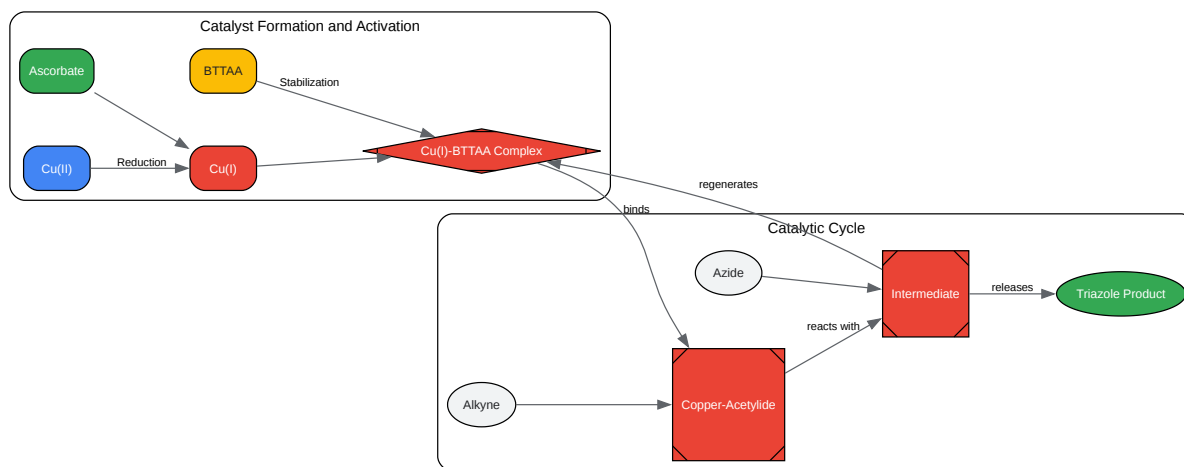 Catalyst Formation and Activation
Ascorbate
BTTAA
Stabilization
Cu(II)
Reduction
Cu(I)
Cu(I)-BTTAA Complex
regenerates
binds
Catalytic Cycle
Azide
Intermediate
releases
Triazole Product
reacts with
Alkyne
Copper-Acetylide